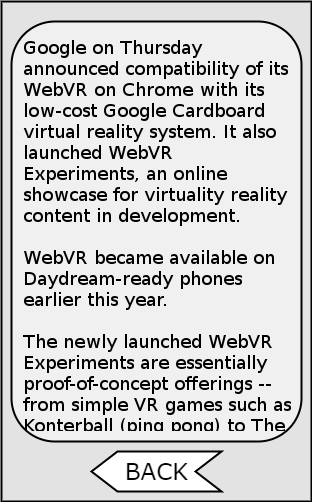 Google on Thursday
announced compatibility of its
WebVR on Chrome with its
low-cost Google Cardboard
virtual reality system. It also
launched WebVR
Experiments, an online
showcase for virtuality reality
content in development.
WebVR became available on
Daydream-ready phones
earlier this year.
The newly launched WebVR
Experiments are essentially
proof-of-concept offerings --
from simple VR games such as
Konterball (ping pong) to The
BACK